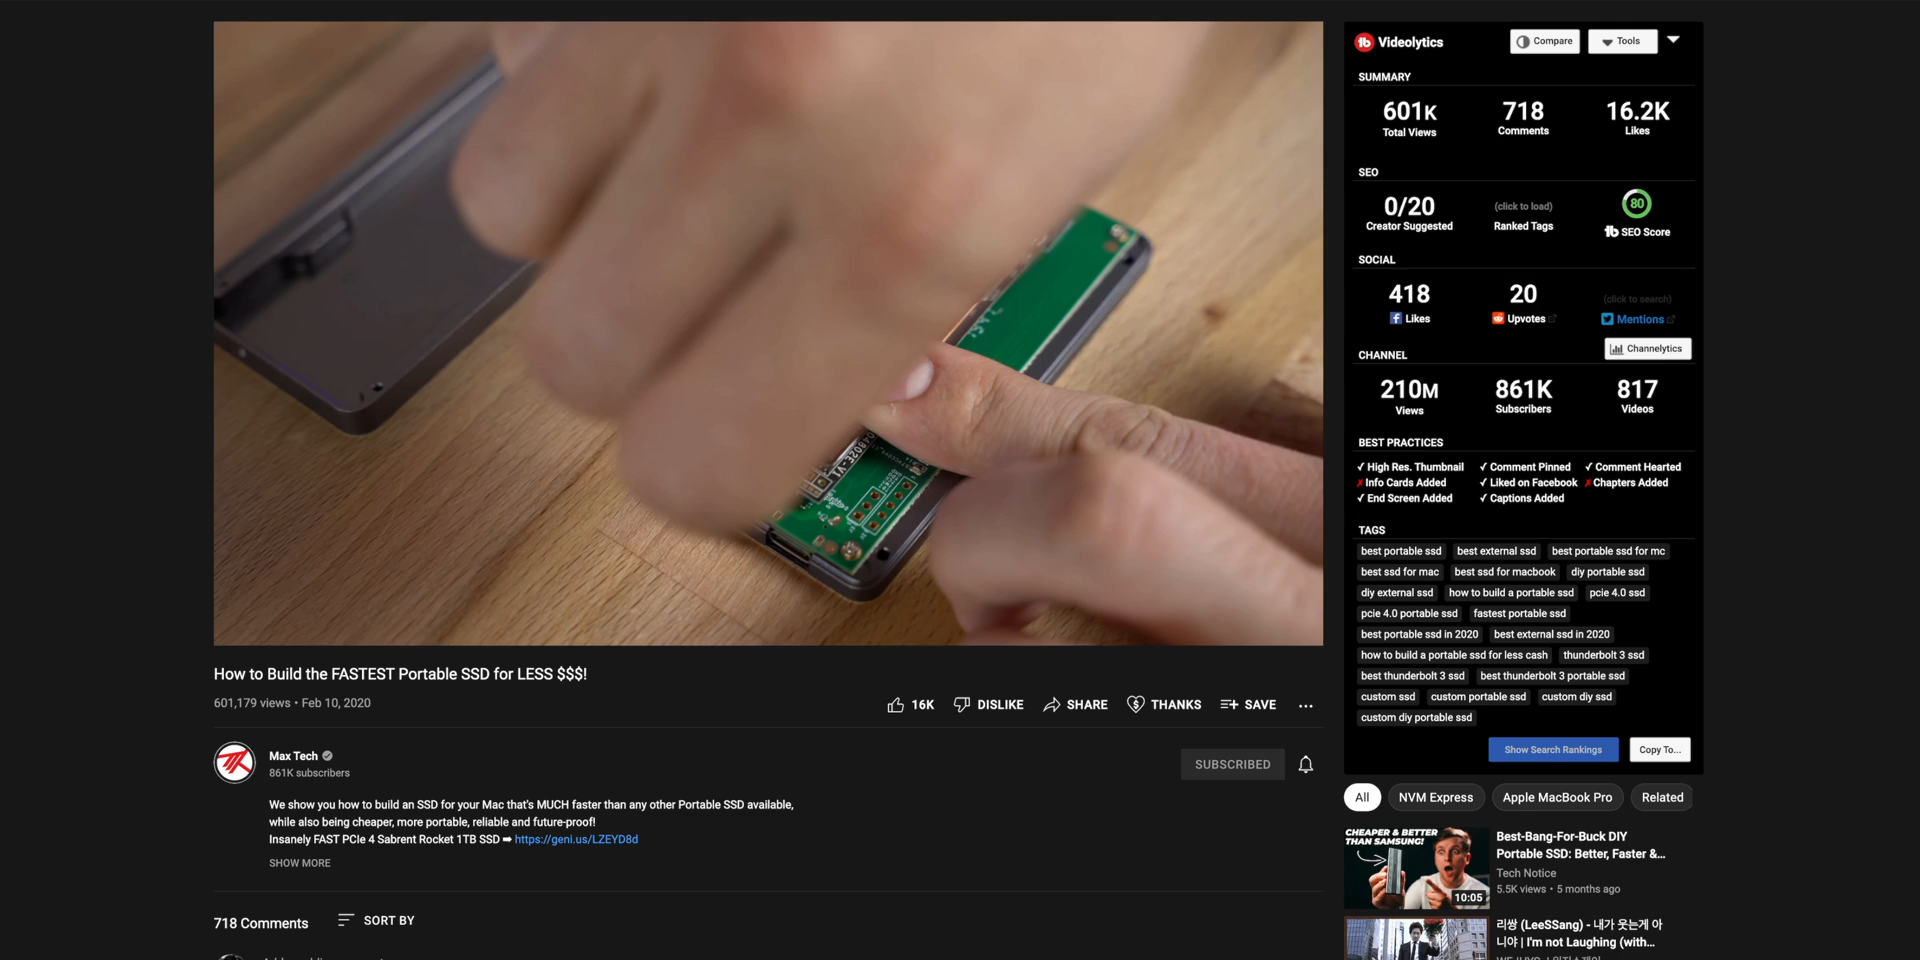 Videolytics
Compare
Tools
SUMMARY
601K
Total Views
718
Comments
16.2K
Likes
SEO
0/20
Creator Suggested
(click to load)
Ranked Tags
80
SEO Score
SOCIAL
418
Likes
20
Upvotes
(click to search)
Mentions
CHANNEL
Channelytics
210M
Views
861K
Subscribers
817
Videos
BEST PRACTICES
✓ High Res. Thumbnail ✓ Comment Pinned ✓ Comment Hearted
✗ Info Cards Added ✓ Liked on Facebook ✗ Chapters Added
✓ End Screen Added ✓ Captions Added
TAGS
best portable ssd best external ssd best portable ssd for mc
best ssd for mac best ssd for macbook diy portable ssd
diy external ssd how to build a portable ssd pcie 4.0 ssd
pcie 4.0 portable ssd fastest portable ssd
best portable ssd in 2020 best external ssd in 2020
how to build a portable ssd for less cash thunderbolt 3 ssd
best thunderbolt 3 ssd best thunderbolt 3 portable ssd
custom ssd custom portable ssd custom diy ssd
custom diy portable ssd
Show Search Rankings
Copy To...
How to Build the FASTEST Portable SSD for LESS $$$!
601,179 views • Feb 10, 2020
16K DISLIKE SHARE THANKS SAVE ...
Max Tech
861K subscribers
SUBSCRIBED
We show you how to build an SSD for your Mac that's MUCH faster than any other Portable SSD available,
while also being cheaper, more portable, reliable and future-proof!
Insanely FAST PCIe 4 Sabrent Rocket 1TB SSD ➡ https://geni.us/LZEYD8d
SHOW MORE
718 Comments SORT BY
All NVM Express Apple MacBook Pro Related
CHEAPER & BETTER
THAN SAMSUNG!
10:05
Best-Bang-For-Buck DIY
Portable SSD: Better, Faster &...
Tech Notice
5.5K views • 5 months ago
리쌍 (LeeSSang) - 내가 웃는게 아
니야 | I'm not Laughing (with...